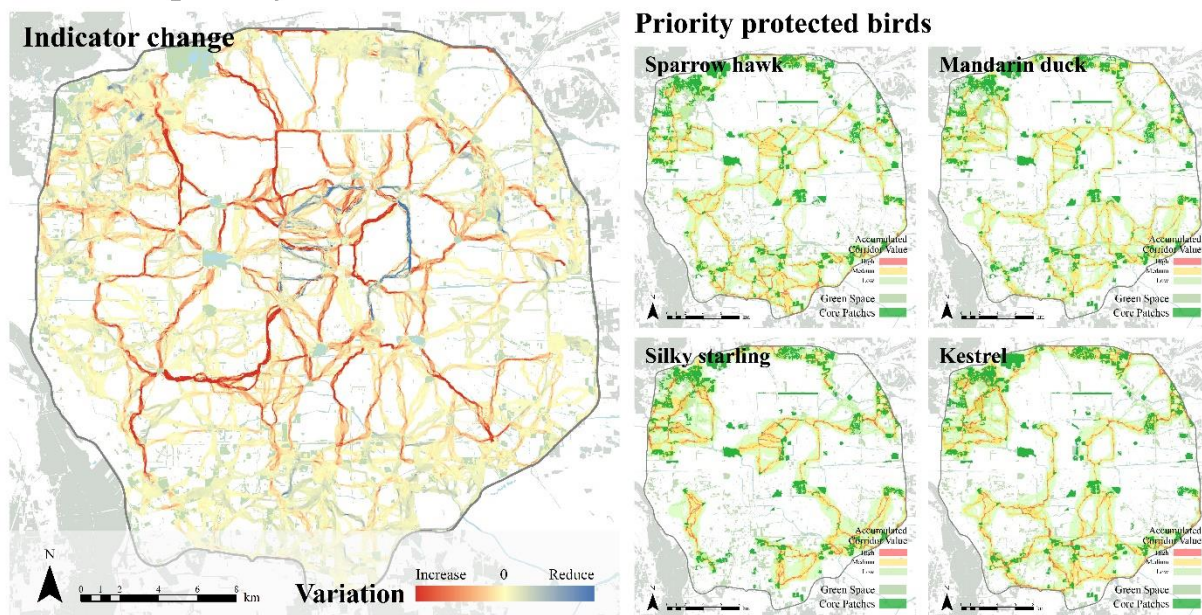 Indicator change
N
0 2 4 6 8
km
Variation
Increase 0 Reduce
Priority protected birds
Sparrow hawk
Accumulated
Corridor Value
High
Medium
Low
Green Space
Core Patches
N
Mandarin duck
Accumulated
Corridor Value
High
Medium
Low
Green Space
Core Patches
N
Silky starling
Accumulated
Corridor Value
High
Medium
Low
Green Space
Core Patches
N
Kestrel
Accumulated
Corridor Value
High
Medium
Low
Green Space
Core Patches
N